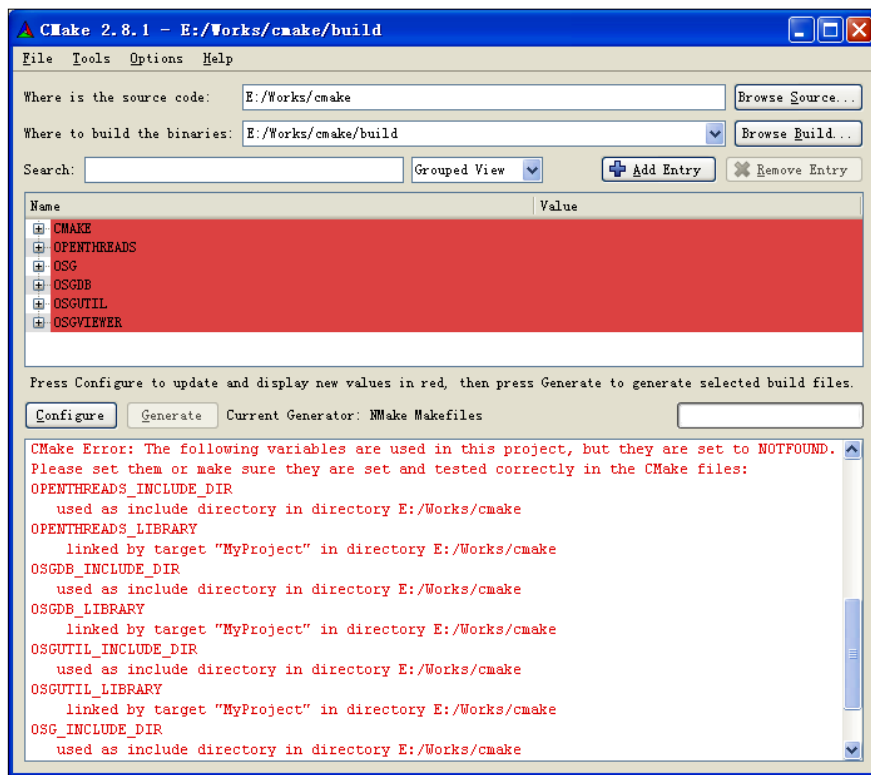 CMake 2.8.1 - E:/Works/cmake/build
File Tools Options Help
Where is the source code: E:/Works/cmake Browse Source...
Where to build the binaries: E:/Works/cmake/build Browse Build...
Search: Grouped View Add Entry Remove Entry
Name Value
CMAKE
OPENTHREADS
OSG
OSGDB
OSGUTIL
OSGVIEWER
Press Configure to update and display new values in red, then press Generate to generate selected build files.
Configure Generate Current Generator: NMake Makefiles
CMake Error: The following variables are used in this project, but they are set to NOTFOUND.
Please set them or make sure they are set and tested correctly in the CMake files:
OPENTHREADS_INCLUDE_DIR
used as include directory in directory E:/Works/cmake
OPENTHREADS_LIBRARY
linked by target "MyProject" in directory E:/Works/cmake
OSGDB_INCLUDE_DIR
used as include directory in directory E:/Works/cmake
OSGDB_LIBRARY
linked by target "MyProject" in directory E:/Works/cmake
OSGUTIL_INCLUDE_DIR
used as include directory in directory E:/Works/cmake
OSGUTIL_LIBRARY
linked by target "MyProject" in directory E:/Works/cmake
OSG_INCLUDE_DIR
used as include directory in directory E:/Works/cmake